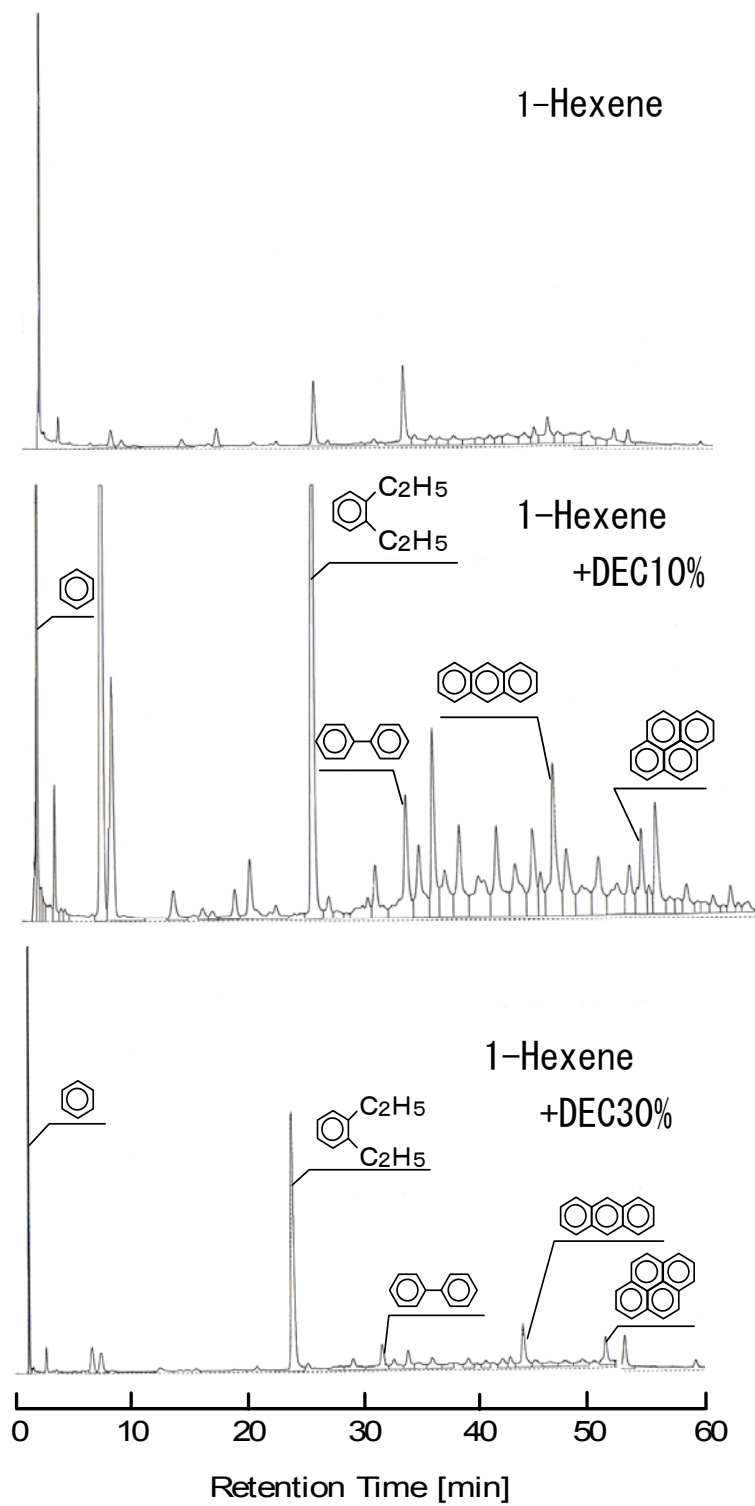 1-Hexene
C2H5
C2H5
1-Hexene
+DEC10%
1-Hexene
+DEC30%
C2H5
C2H5
0 10 20 30 40 50 60
Retention Time [min]